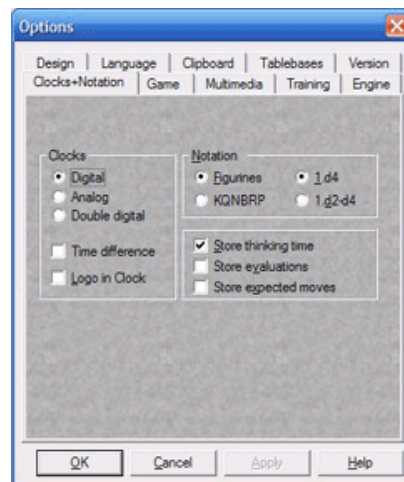 Options
Design Language Clipboard Tablebases Version
Clocks+Notation Game Multimedia Training Engine
Clocks
Digital
Analog
Double digital
Time difference
Logo in Clock
Notation
Figurines 1.d4
KQNBRP 1.d2-d4
Store thinking time
Store evaluations
Store expected moves
OK Cancel Apply Help